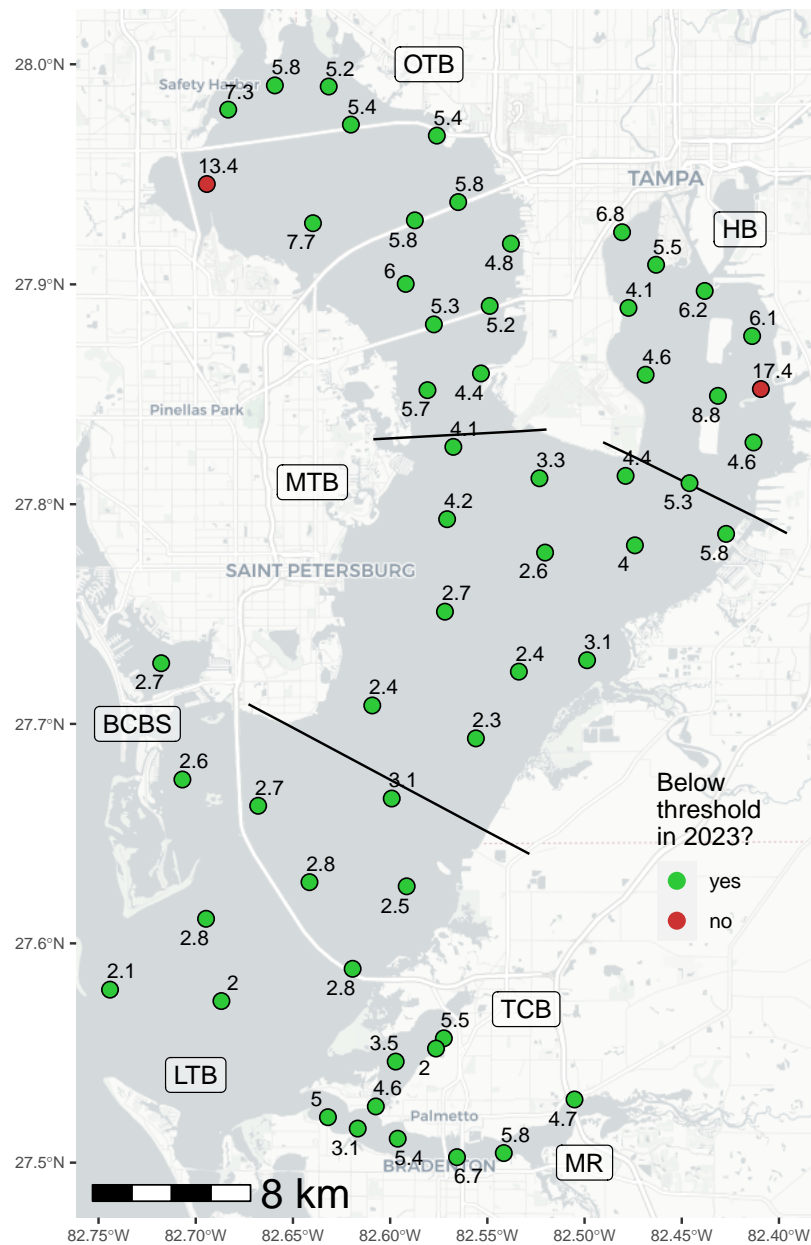 28.0°N
27.9°N
27.8°N
27.7°N
27.6°N
27.5°N
5.8
5.2
OTB
Safety Harbor
7.3
5.4
5.4
13.4
TAMPA
5.8
7.7
5.8
6.8
HB
4.8
5.5
6
4.1
6.2
5.3
5.2
6.1
4.6
17.4
4.4
5.7
8.8
Pinellas Park
4.1
4.6
3.3
4.4
MTB
5.3
4.2
5.8
2.6
4
SAINT PETERSBURG
2.7
3.1
2.4
2.7
2.4
BCBS
2.3
2.6
2.7
3.1
Below
threshold
in 2023?
yes
no
2.8
2.5
2.8
2.8
2.1
2
TCB
5.5
3.5
2
LTB
4.6
5
4.7
Palmetto
3.1
5.4
5.8
BRADENTON
6.7
MR
8 km
82.75°W
82.70°W
82.65°W
82.60°W
82.55°W
82.50°W
82.45°W
82.40°W